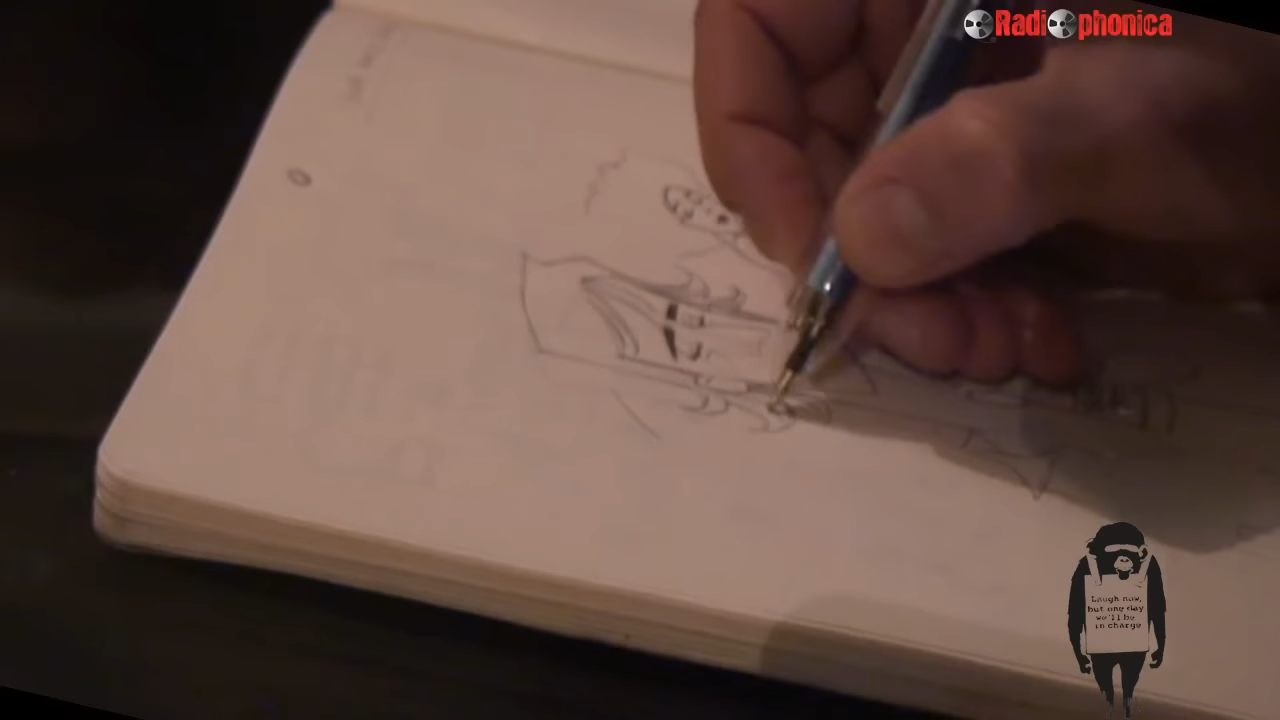 Radiophonica
Laugh now,
but one day
we'll be
in charge